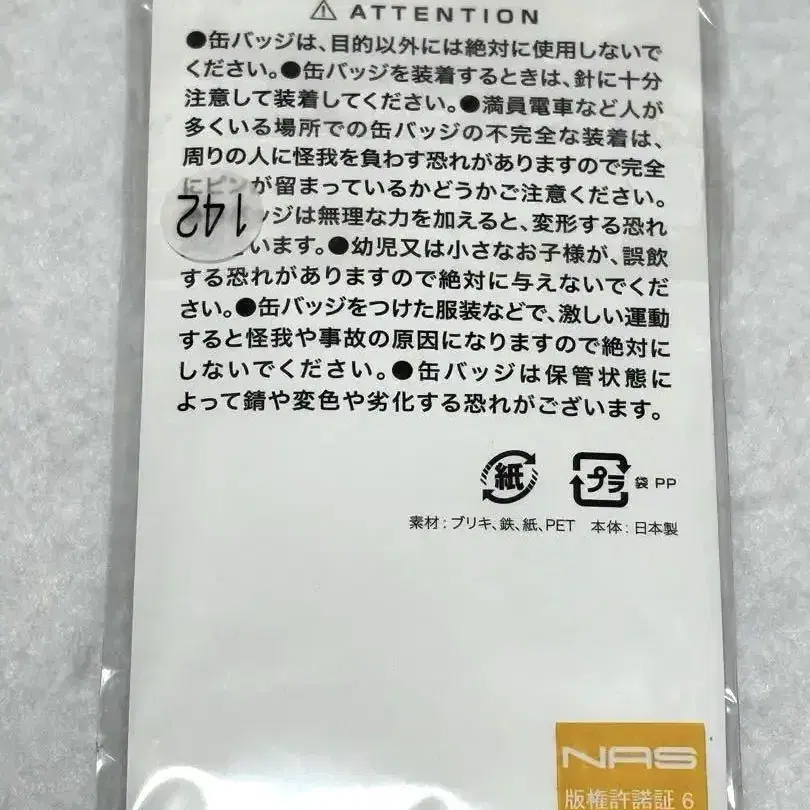 ⚠ ATTENTION
●缶バッジは、目的以外には絶対に使用しないで
ください。●缶バッジを装着するときは、針に十分
注意して装着してください。●満員電車など人が
多くいる場所での缶バッジの不完全な装着は、
周りの人に怪我を負わす恐れがありますので完全
にピンが留まっているかどうかご注意ください。
ッジは無理な力を加えると、変形する恐れ
います。●幼児又は小さなお子様が、誤飲
する恐れがありますので絶対に与えないでくだ
さい。●缶バッジをつけた服装などで、激しい運動
すると怪我や事故の原因になりますので絶対に
しないでください。●缶バッジは保管状態に
よって錆や変色や劣化する恐れがございます。
142
紙
プラ 袋 PP
素材:ブリキ、鉄、紙、PET 本体:日本製
NAS
版権許諾証 6